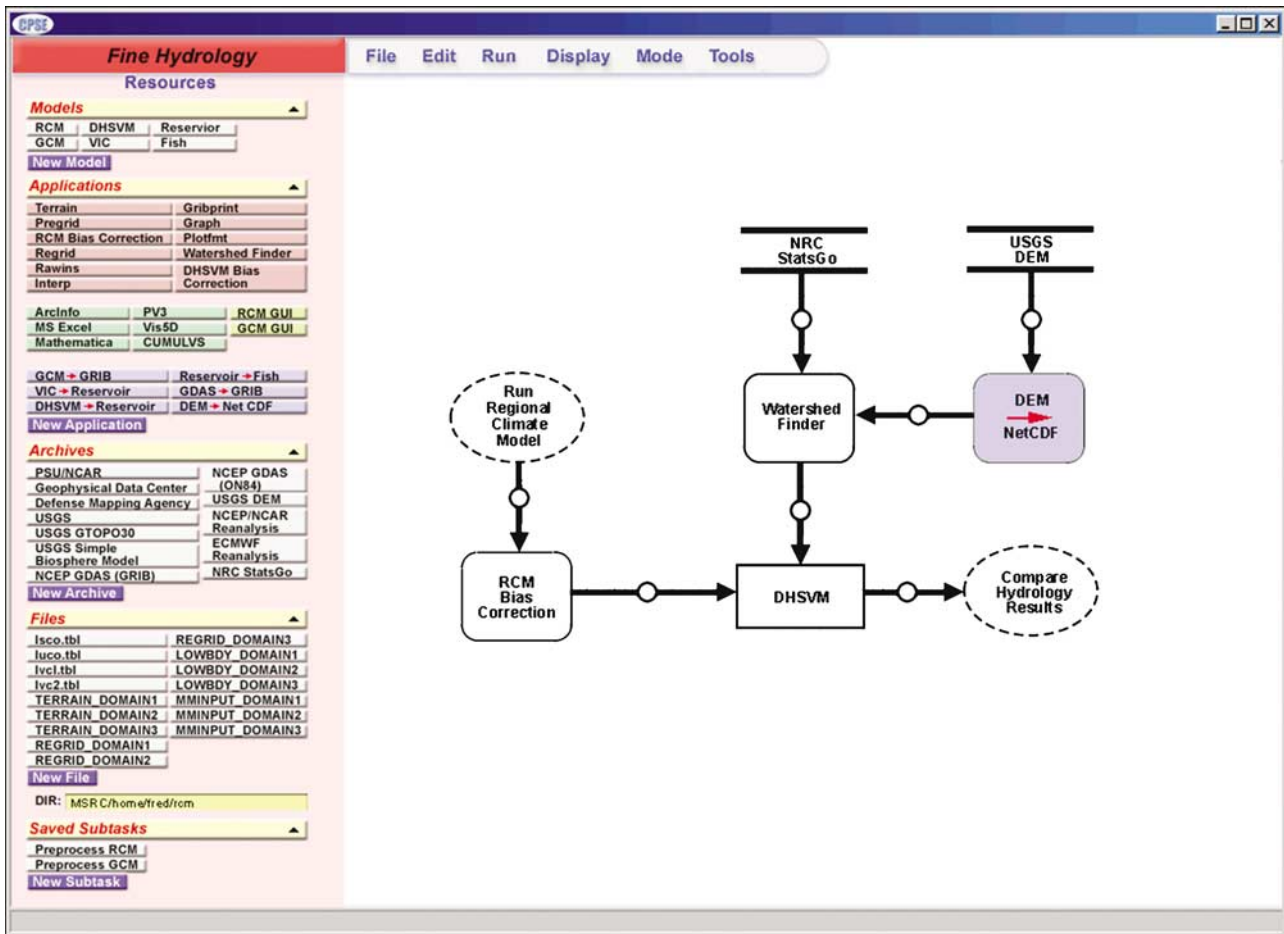 CPSE
Fine Hydrology
File Edit Run Display Mode Tools
Resources
Models
RCM DHSVM Reservior
GCM VIC Fish
New Model
Applications
Terrain Gribprint
Pregrid Graph
RCM Bias Correction Plotfmt
Regrid Watershed Finder
Rawins DHSVM Bias
Interp Correction
ArcInfo PV3 RCM GUI
MS Excel Vis5D GCM GUI
Mathematica CUMULVS
GCM → GRIB Reservoir → Fish
VIC → Reservoir GDAS → GRIB
DHSVM → Reservoir DEM → Net CDF
New Application
Archives
PSU/NCAR
Geophysical Data Center
Defense Mapping Agency
USGS
USGS GTOPO30
USGS Simple
Biosphere Model
NCEP GDAS (GRIB)
NCEP GDAS
(ON84)
USGS DEM
NCEP/NCAR
Reanalysis
ECMWF
Reanalysis
NRC StatsGo
New Archive
Files
lsco.tbl REGRID_DOMAIN3
luco.tbl LOWBDY_DOMAIN1
lvcl.tbl LOWBDY_DOMAIN2
lvc2.tbl LOWBDY_DOMAIN3
TERRAIN_DOMAIN1 MMINPUT_DOMAIN1
TERRAIN_DOMAIN2 MMINPUT_DOMAIN2
TERRAIN_DOMAIN3 MMINPUT_DOMAIN3
REGRID_DOMAIN1
REGRID_DOMAIN2
New File
DIR: MSRC/home/fred/rcm
Saved Subtasks
Preprocess RCM
Preprocess GCM
New Subtask
NRC
StatsGo
USGS
DEM
Run
Regional
Climate
Model
Watershed
Finder
DEM
NetCDF
RCM
Bias
Correction
DHSVM
Compare
Hydrology
Results